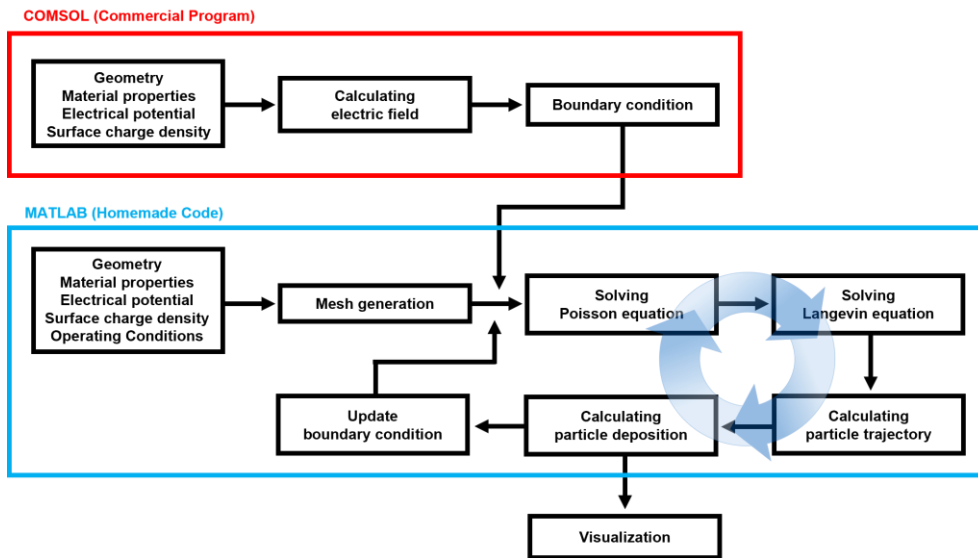 COMSOL (Commercial Program)
Geometry
Material properties
Electrical potential
Surface charge density
Calculating
electric field
Boundary condition
MATLAB (Homemade Code)
Geometry
Material properties
Electrical potential
Surface charge density
Operating Conditions
Mesh generation
Solving
Poisson equation
Solving
Langevin equation
Update
boundary condition
Calculating
particle deposition
Calculating
particle trajectory
Visualization